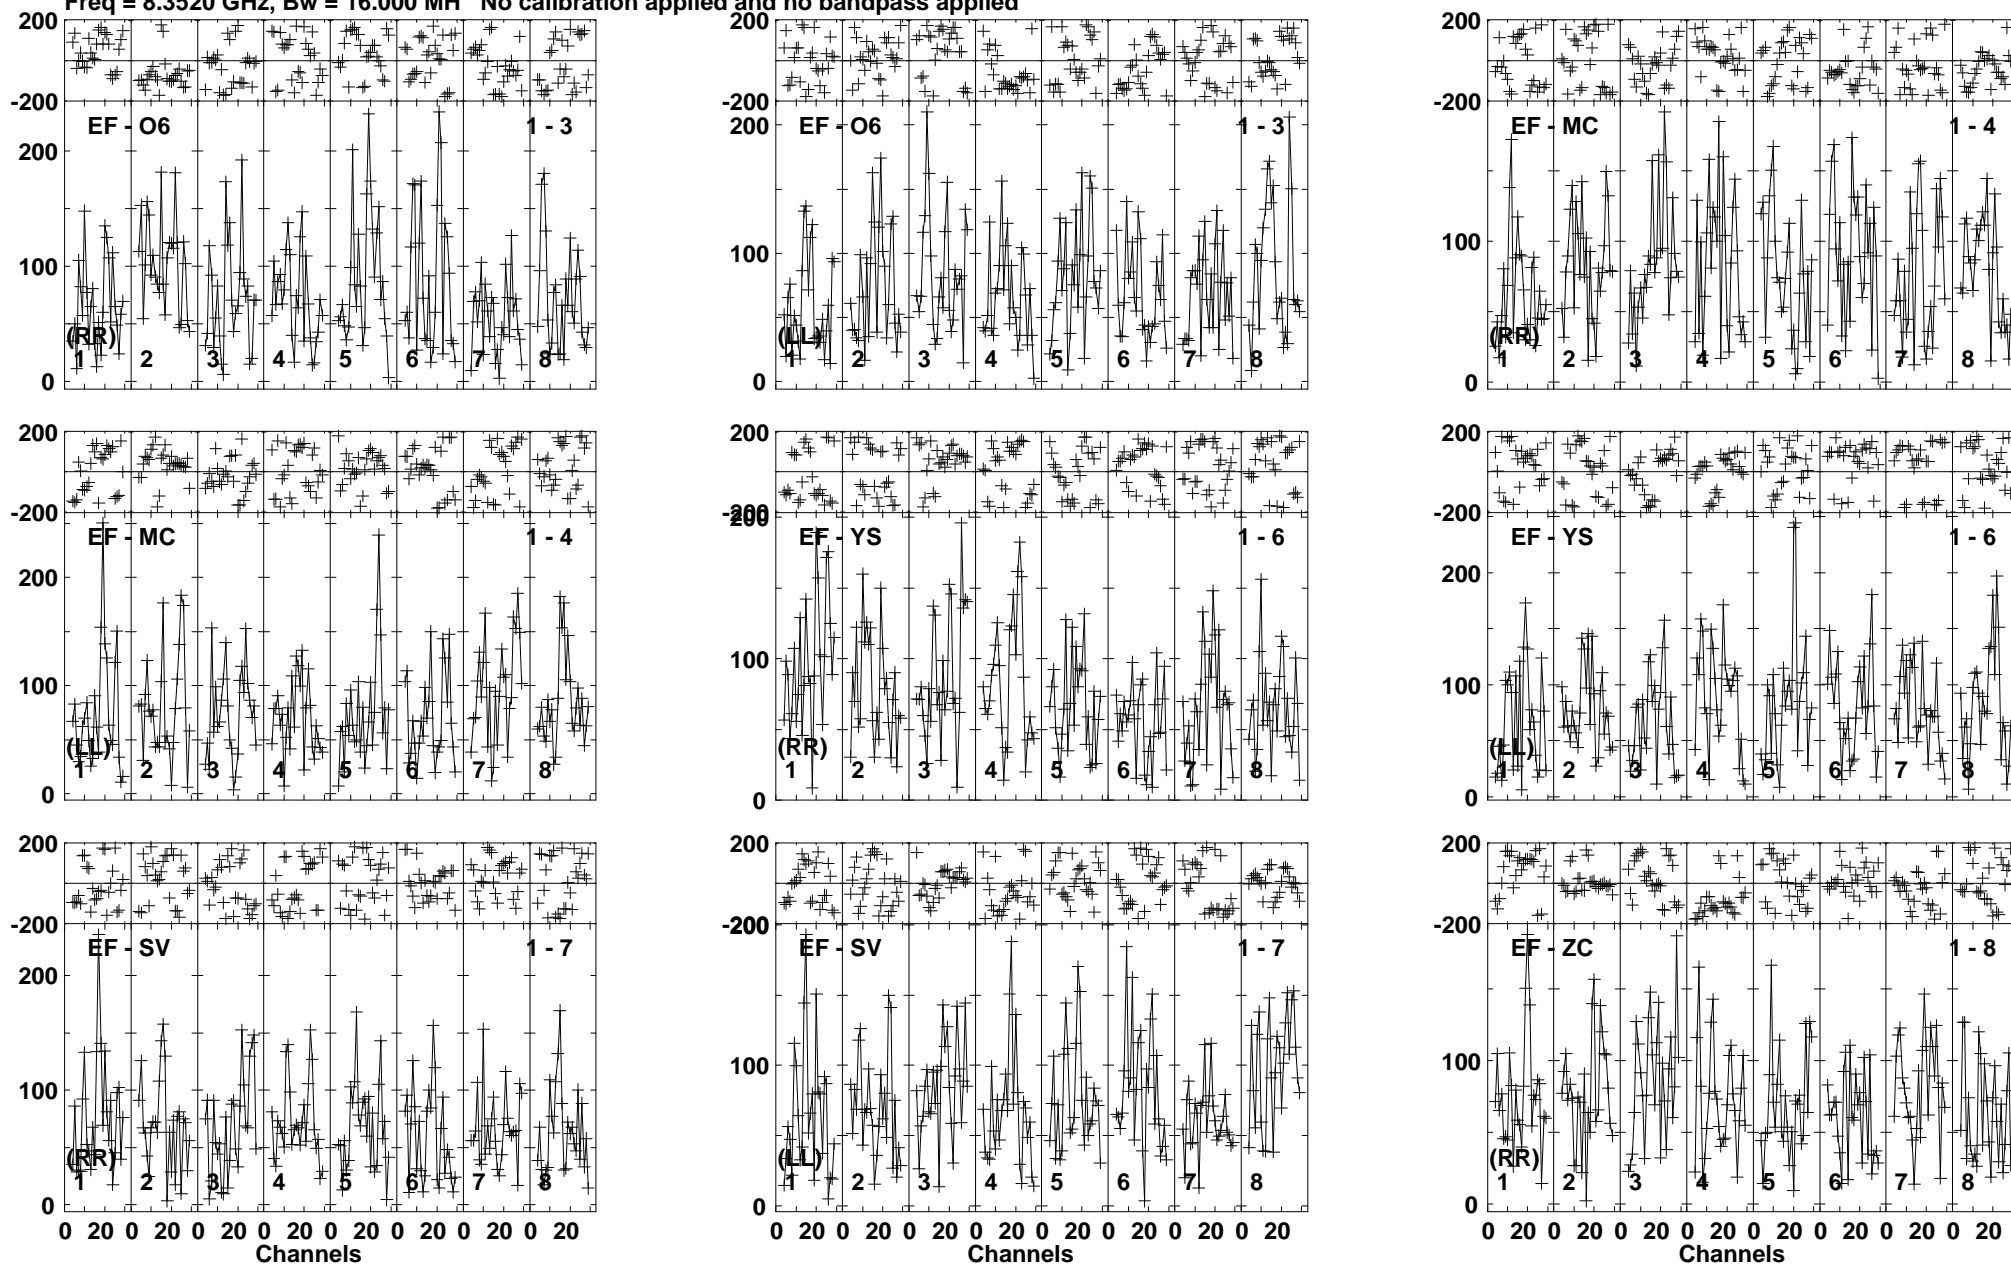 Freq = 8.3520 GHz, Bw = 16.000 MH No calibration applied and no bandpass applied
200 200 200
-200 -200 -200
EF - O6 1 - 3 EF - O6 1 - 3 EF - MC 1 - 4
200 200
100 100 100
(RR) (LL) (RR)
1 2 3 4 5 6 7 8 1 2 3 4 5 6 7 8 1 2 3 4 5 6 7 8
0 0 0
200 200 200
-200 -200 -200
200
EF - MC 1 - 4 EF - YS 1 - 6 EF - YS 1 - 6
200 200
100 100 100
(LL) (RR) (LL)
1 2 3 4 5 6 7 8 1 2 3 4 5 6 7 8 1 2 3 4 5 6 7 8
0 0 0
200 200 200
-200 -200 -200
200
EF - SV 1 - 7 EF - SV 1 - 7 EF - ZC 1 - 8
200
100 100 100
(RR) (LL) (RR)
1 2 3 4 5 6 7 8 1 2 3 4 5 6 7 8 1 2 3 4 5 6 7 8
0 0 0
0 20 0 20 0 20 0 20 0 20 0 20 0 20 0 20 0 20 0 20 0 20 0 20 0 20 0 20 0 20 0 20 0 20 0 20 0 20 0 20 0 20 0 20 0 20 0 20
Channels Channels Channels